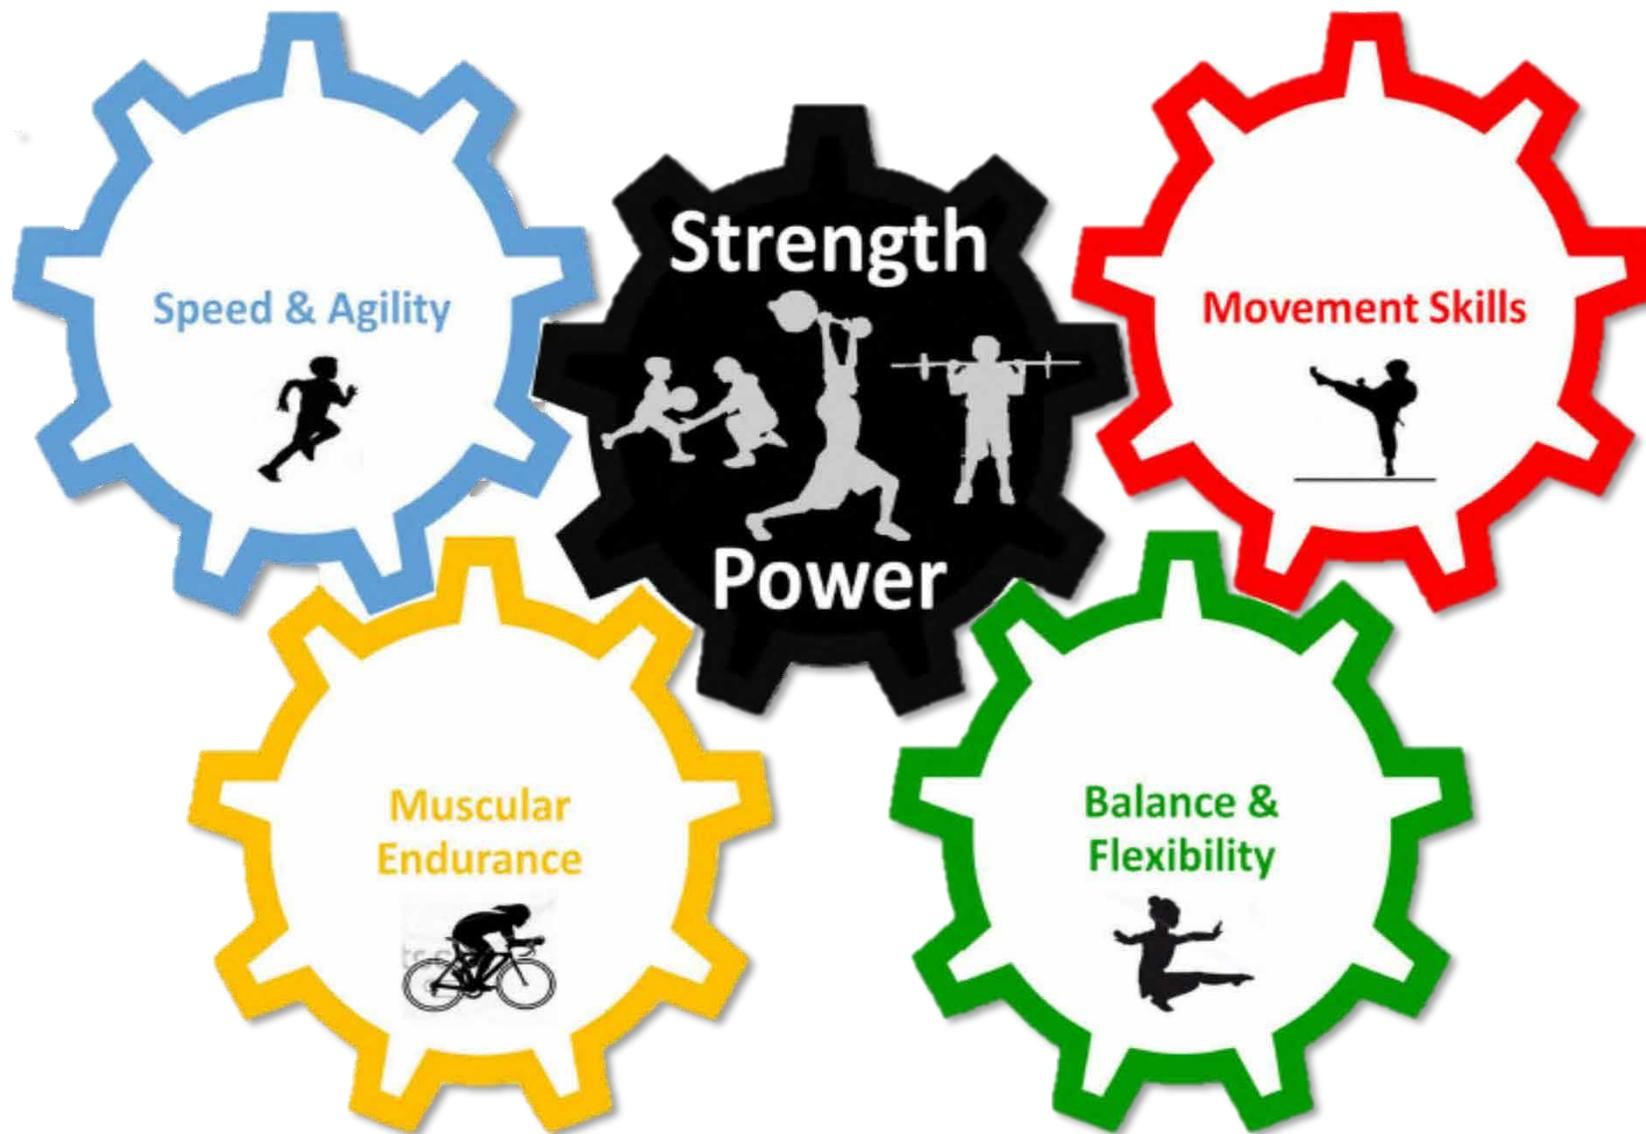 Strength
Speed & Agility
Movement Skills
Power
Muscular
Endurance
Balance &
Flexibility